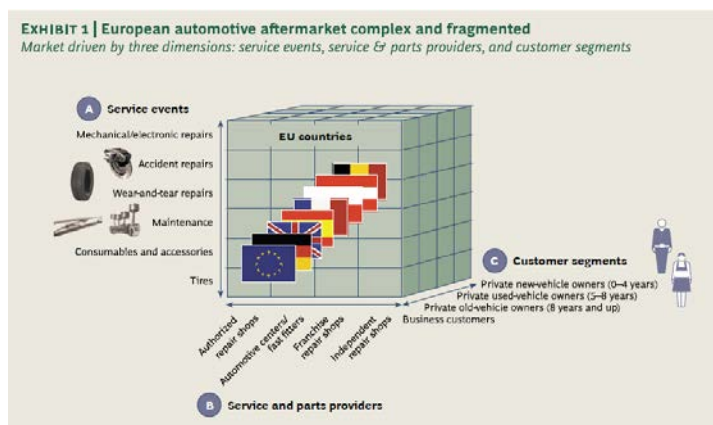 EXHIBIT 1 | European automotive aftermarket complex and fragmented
Market driven by three dimensions: service events, service & parts providers, and customer segments
A Service events
Mechanical/electronic repairs
Accident repairs
Wear-and-tear repairs
Maintenance
Consumables and accessories
Tires
EU countries
C Customer segments
Private new-vehicle owners (0–4 years)
Private used-vehicle owners (5–8 years)
Private old-vehicle owners (8 years and up)
Business customers
Authorized
repair shops
Automotive centers/
fast fitters
Franchise
repair shops
Independent
repair shops
B Service and parts providers